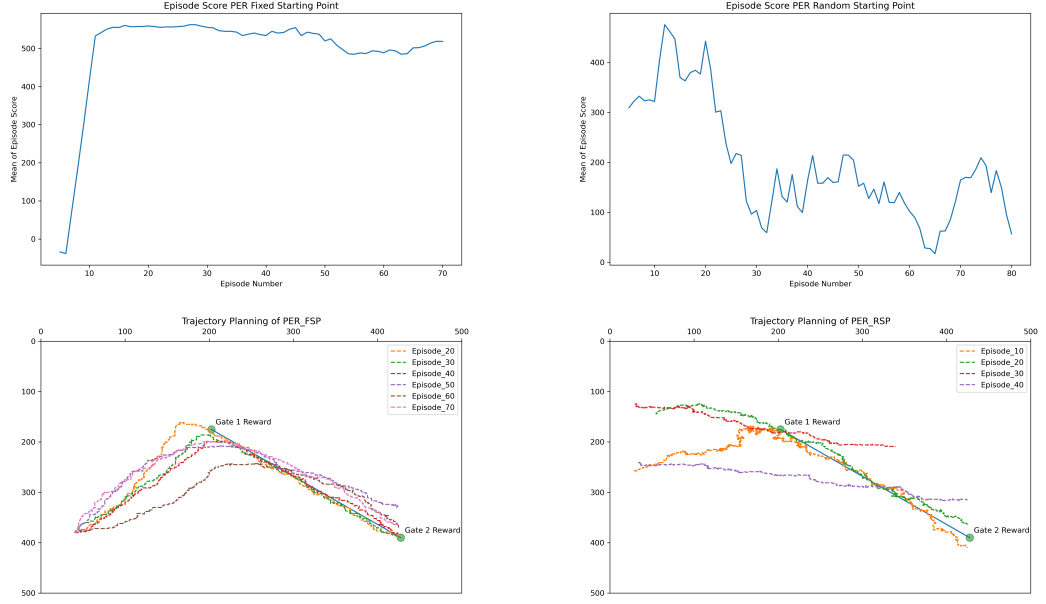 Episode Score PER Fixed Starting Point
Mean of Episode Score
500
400
300
200
100
0
10 20 30 40 50 60 70
Episode Number
Episode Score PER Random Starting Point
Mean of Episode Score
400
300
200
100
0
10 20 30 40 50 60 70 80
Episode Number
Trajectory Planning of PER_FSP
0 100 200 300 400 500
0
100
200
300
400
500
Episode_20
Episode_30
Episode_40
Episode_50
Episode_60
Episode_70
Gate 1 Reward
Gate 2 Reward
Trajectory Planning of PER_RSP
0 100 200 300 400 500
0
100
200
300
400
500
Episode_10
Episode_20
Episode_30
Episode_40
Gate 1 Reward
Gate 2 Reward